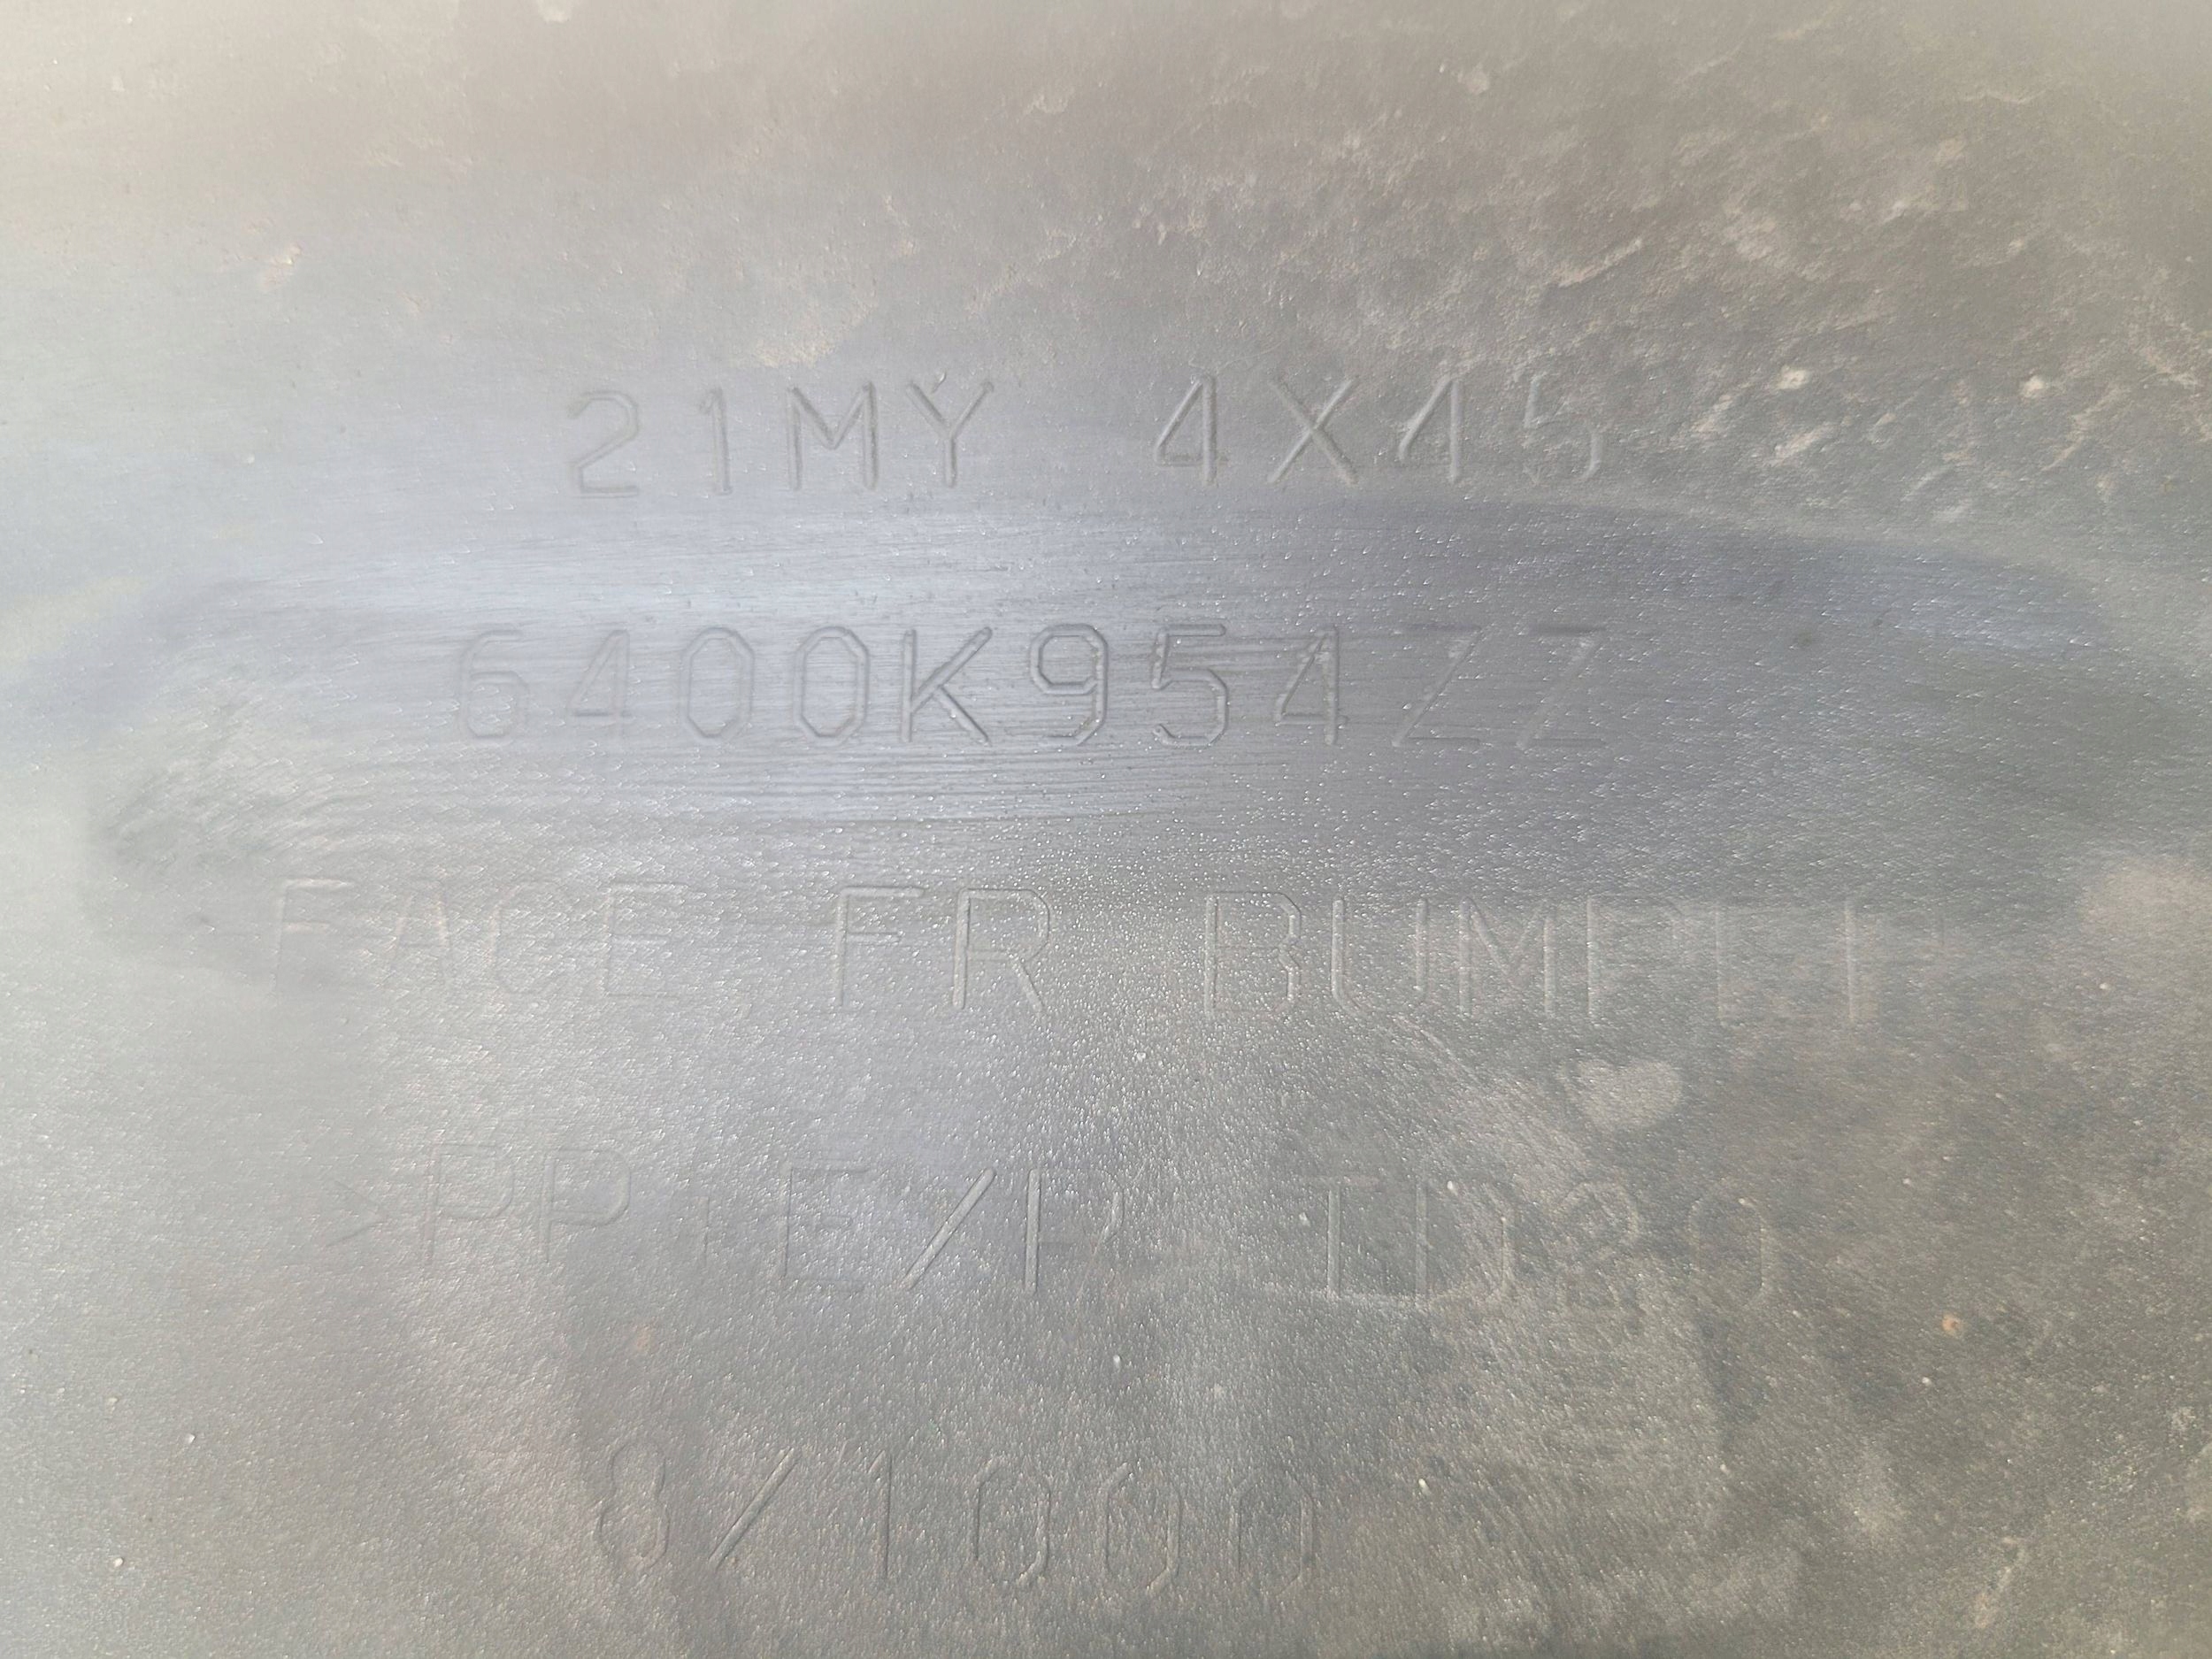 21MY 4X45
6400K954ZZ
FACE,FR BUMPER
>PP+E/P-TD20
8/1000